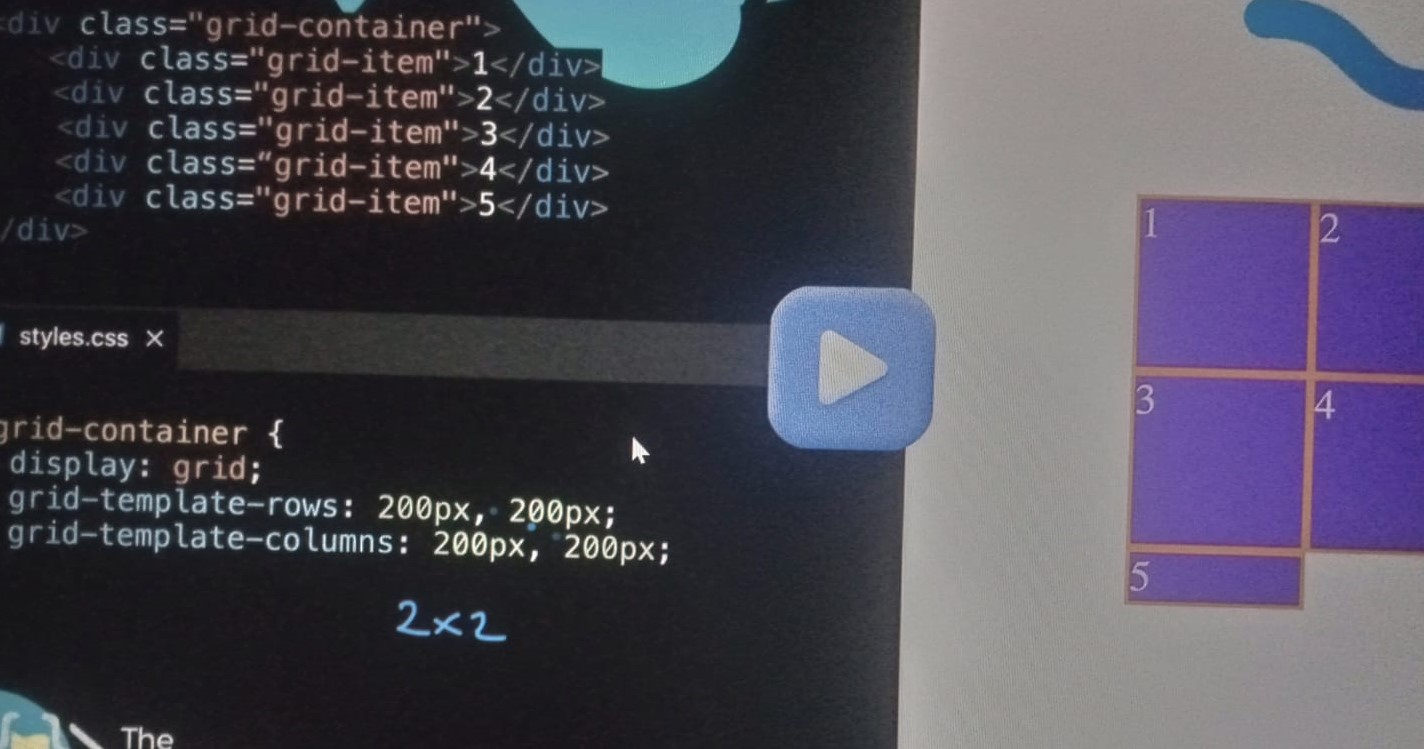 <div class="grid-container">
<div class="grid-item">1</div>
<div class="grid-item">2</div>
<div class="grid-item">3</div>
<div class="grid-item">4</div>
<div class="grid-item">5</div>
/div>
styles.css ×
grid-container {
display: grid;
grid-template-rows: 200px, 200px;
grid-template-columns: 200px, 200px;
2x2
The
1 2
3 4
5